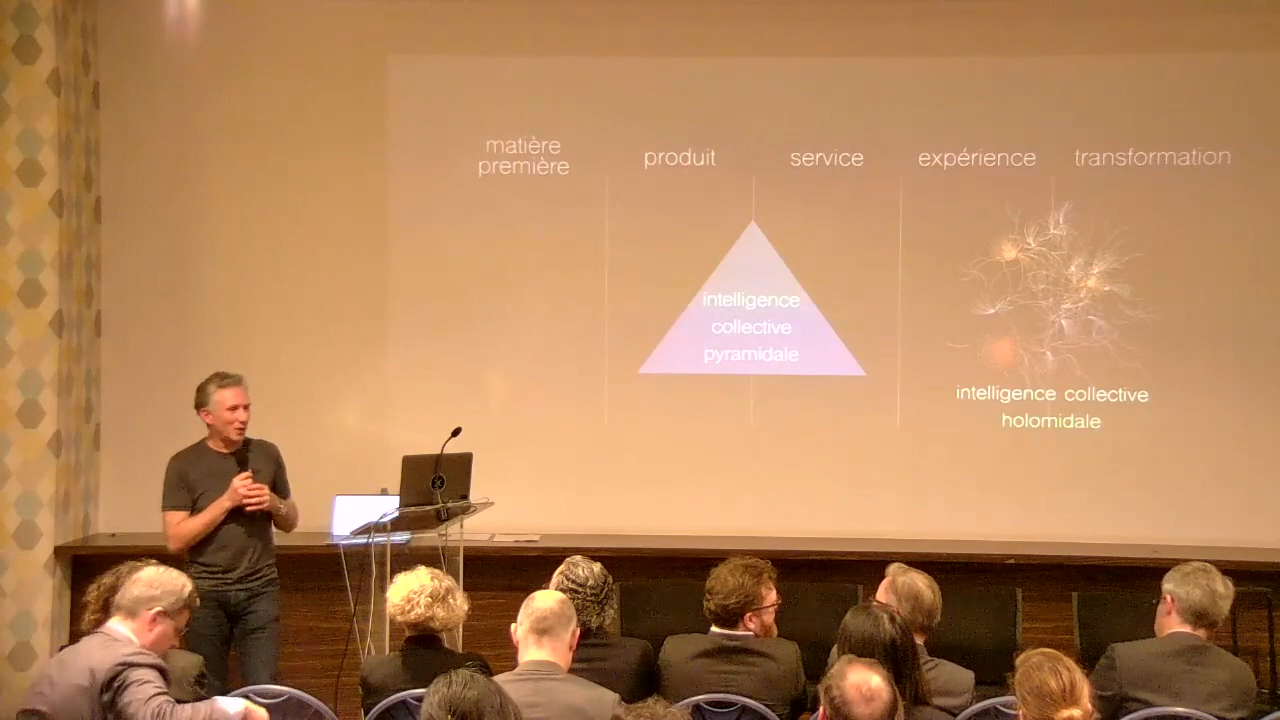 matière
première
produit
service
expérience
transformation
intelligence
collective
pyramidale
intelligence collective
holomidale